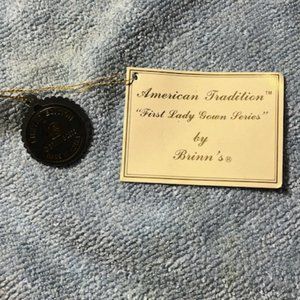 American Tradition™
"First Lady Gown Series"
by
Brinn's®